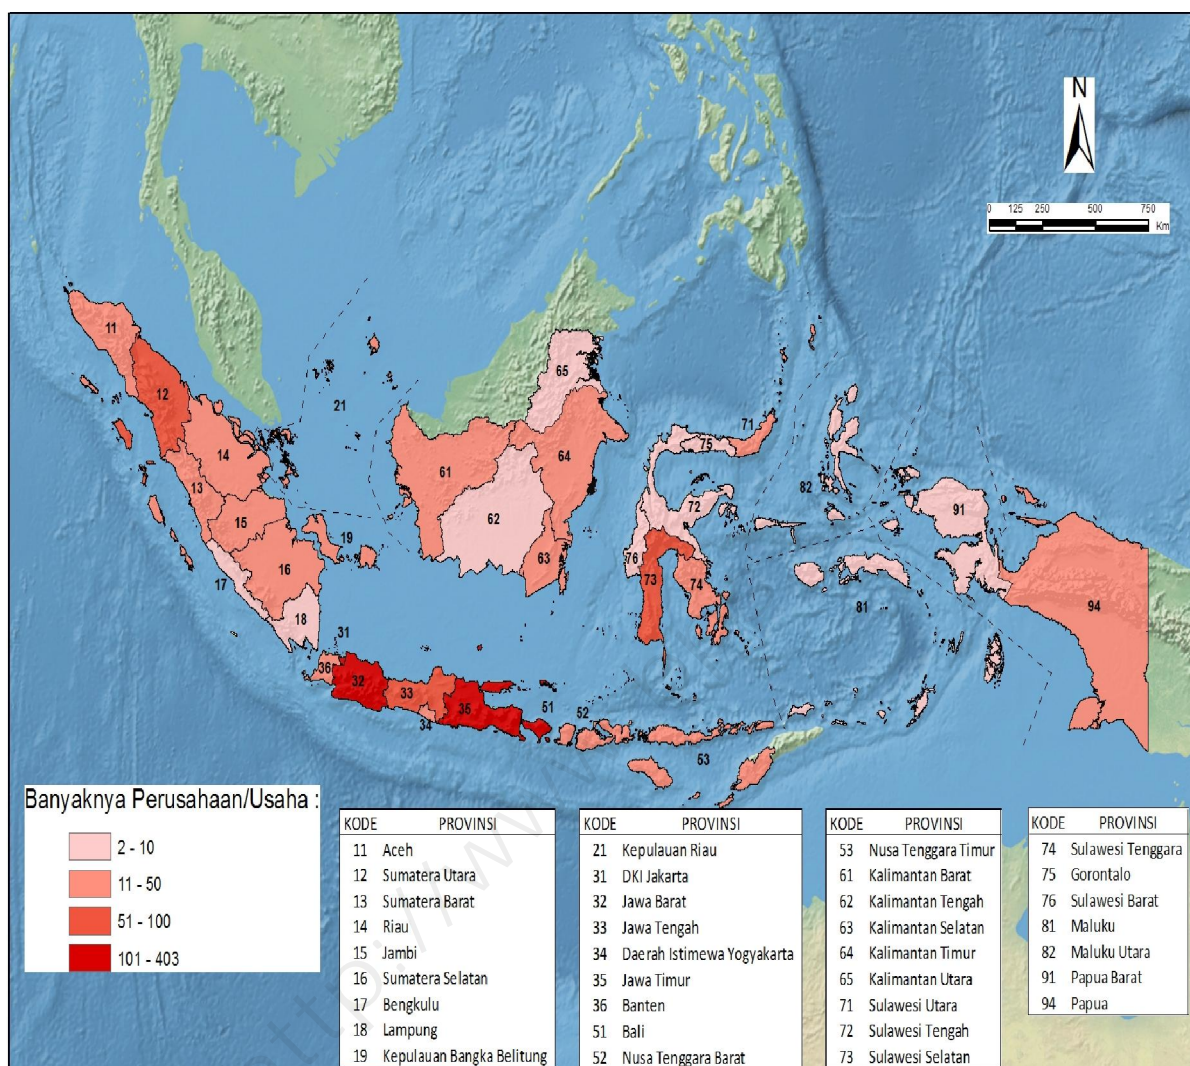 N
0 125 250 500 750
Km
11
12
65
21
71
14
61
75
64
13
82
72
91
15
62
19
16
63
76
17
73
74
94
18
81
31
36
32
33
51
35
52
34
53
Banyaknya Perusahaan/Usaha :
2 - 10
11 - 50
51 - 100
101 - 403
KODE PROVINSI
11 Aceh
12 Sumatera Utara
13 Sumatera Barat
14 Riau
15 Jambi
16 Sumatera Selatan
17 Bengkulu
18 Lampung
19 Kepulauan Bangka Belitung
KODE PROVINSI
21 Kepulauan Riau
31 DKI Jakarta
32 Jawa Barat
33 Jawa Tengah
34 Daerah Istimewa Yogyakarta
35 Jawa Timur
36 Banten
51 Bali
52 Nusa Tenggara Barat
KODE PROVINSI
53 Nusa Tenggara Timur
61 Kalimantan Barat
62 Kalimantan Tengah
63 Kalimantan Selatan
64 Kalimantan Timur
65 Kalimantan Utara
71 Sulawesi Utara
72 Sulawesi Tengah
73 Sulawesi Selatan
KODE PROVINSI
74 Sulawesi Tenggara
75 Gorontalo
76 Sulawesi Barat
81 Maluku
82 Maluku Utara
91 Papua Barat
94 Papua
http://www.